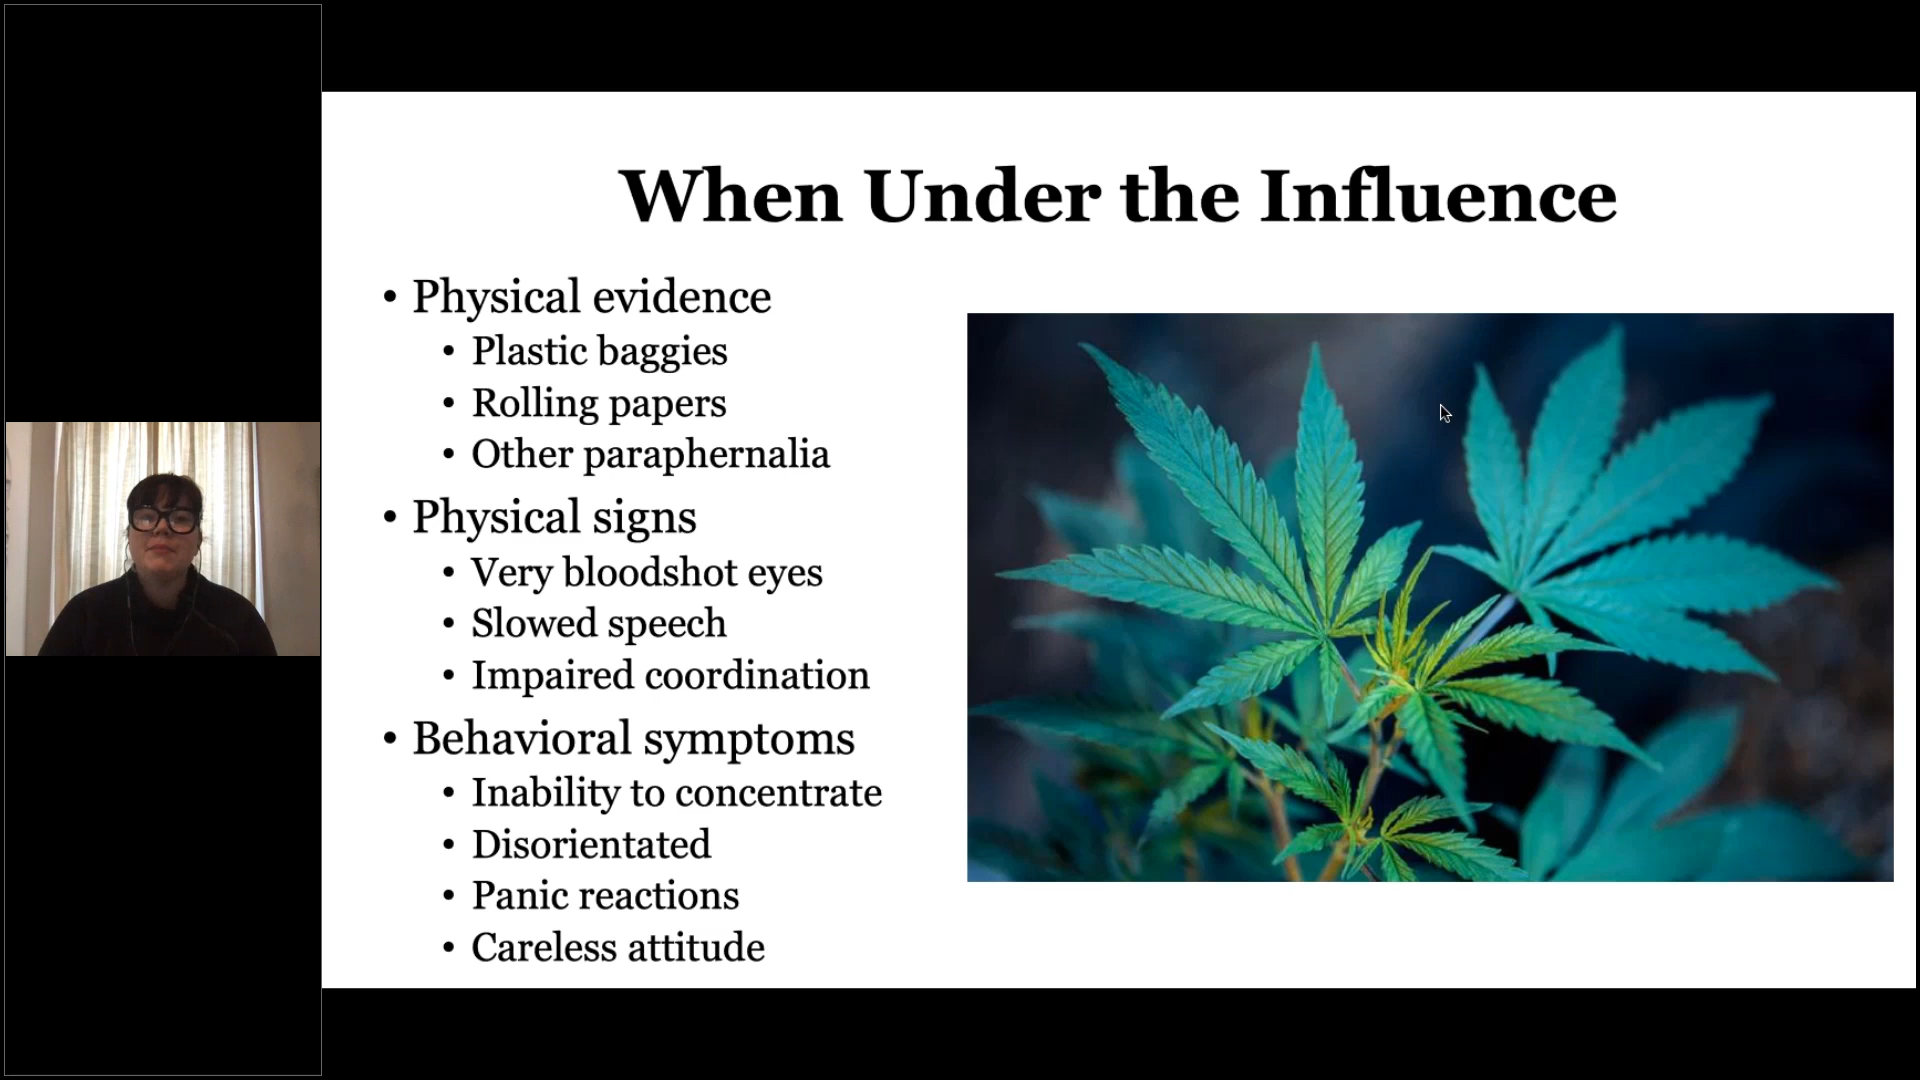 When Under the Influence
• Physical evidence
• Plastic baggies
• Rolling papers
• Other paraphernalia
• Physical signs
• Very bloodshot eyes
• Slowed speech
• Impaired coordination
• Behavioral symptoms
• Inability to concentrate
• Disorientated
• Panic reactions
• Careless attitude